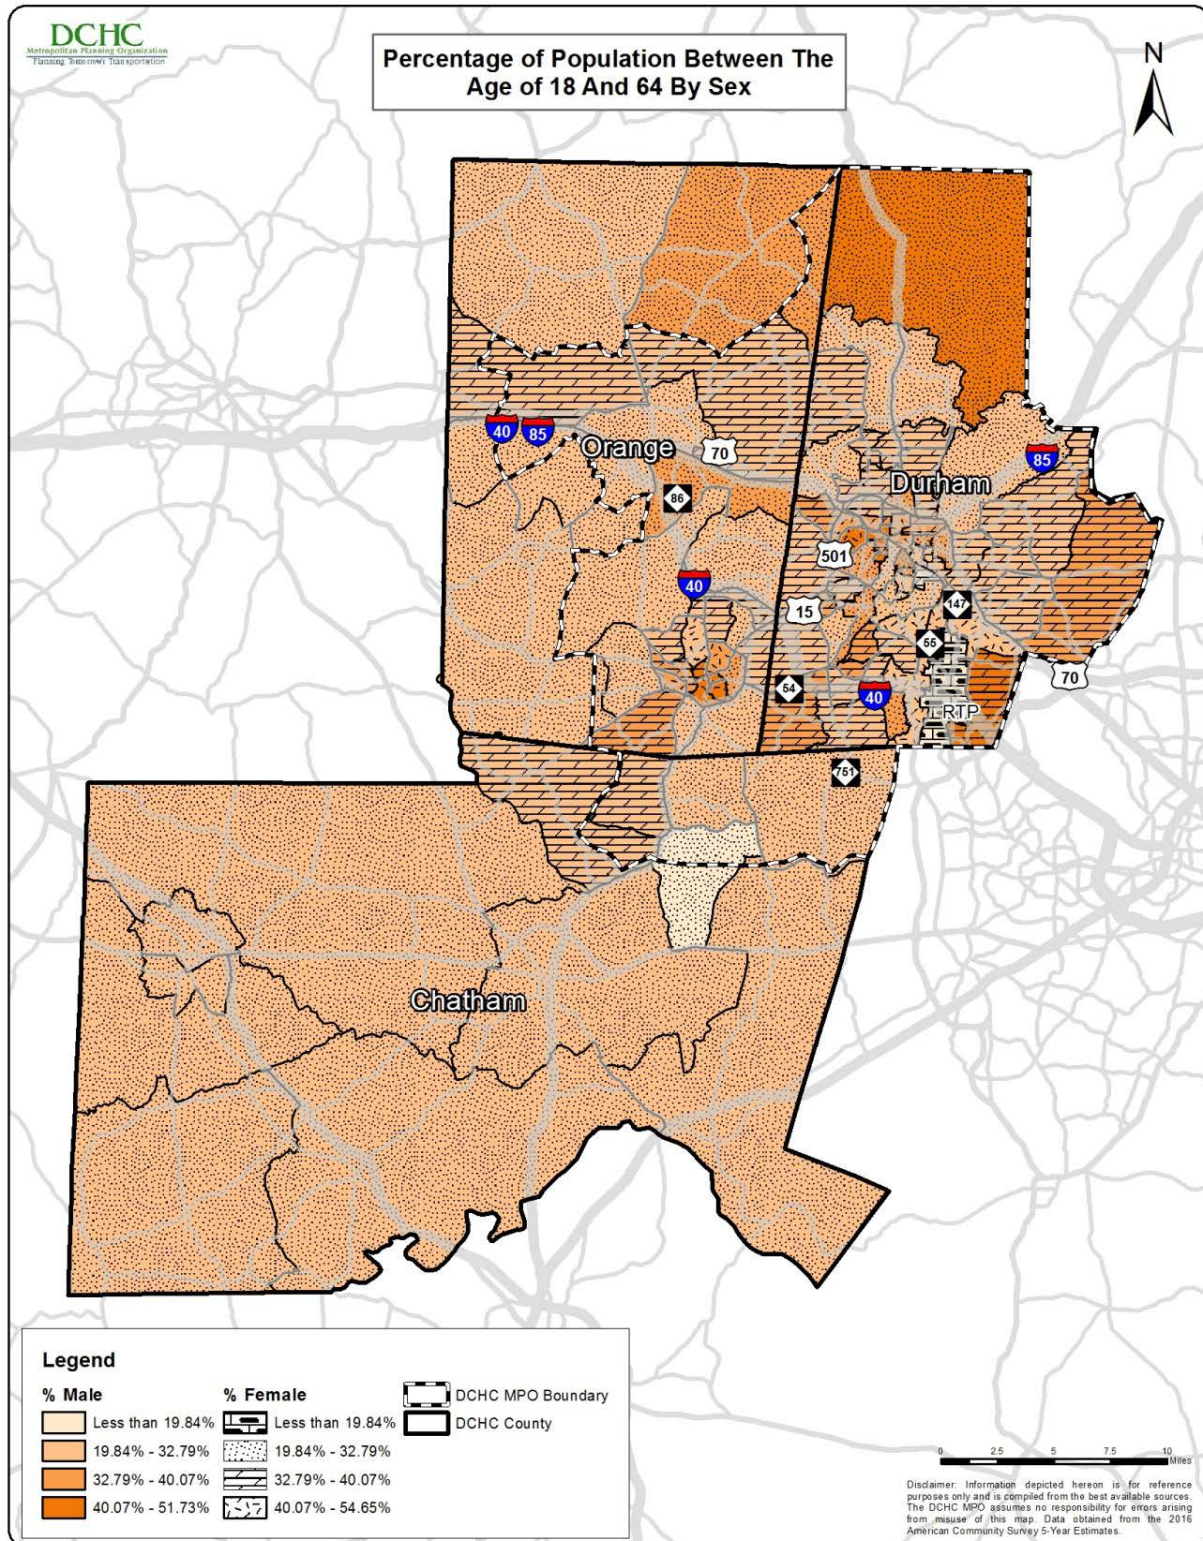 DCHC
Metropolitan Planning Organization
Planning Tomorrow's Transportation
Percentage of Population Between The
Age of 18 And 64 By Sex
N
40
85
Orange
70
86
Durham
85
501
40
15
147
55
70
54
40
RTP
751
Chatham
Legend
% Male
% Female
Less than 19.84%
Less than 19.84%
DCHC MPO Boundary
19.84% - 32.79%
19.84% - 32.79%
DCHC County
32.79% - 40.07%
32.79% - 40.07%
40.07% - 51.73%
40.07% - 54.65%
0 2.5 5 7.5 10
Miles
Disclaimer: Information depicted hereon is for reference
purposes only and is compiled from the best available sources.
The DCHC MPO assumes no responsibility for errors arising
from misuse of this map. Data obtained from the 2016
American Community Survey 5-Year Estimates.